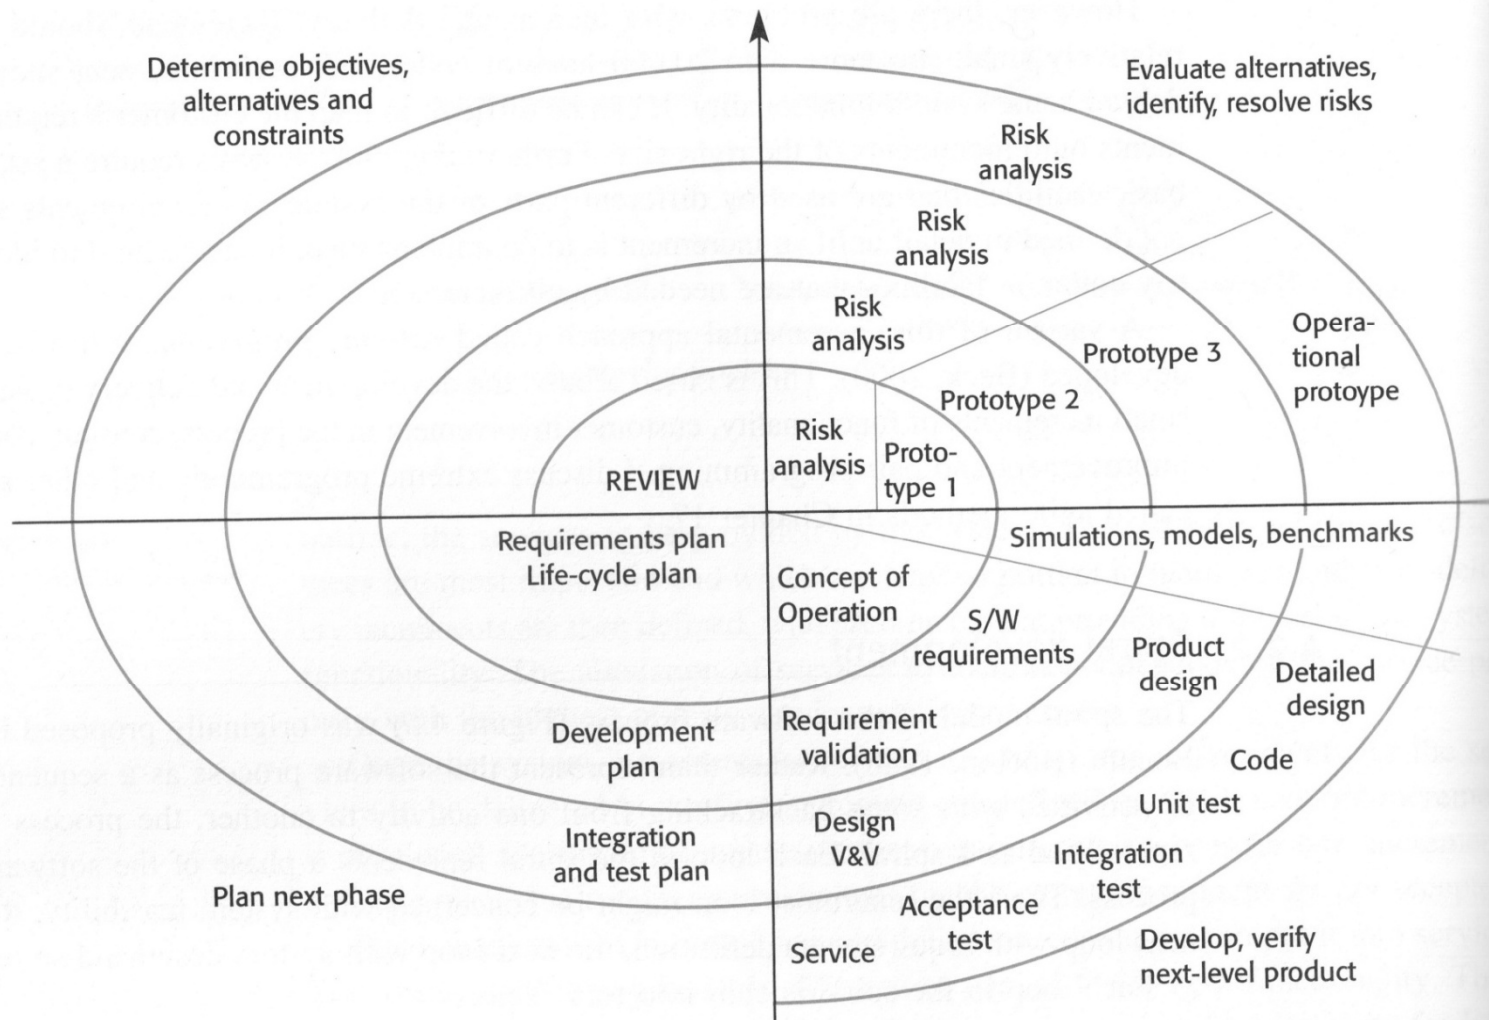 Determine objectives,
alternatives and
constraints
Evaluate alternatives,
identify, resolve risks
Risk
analysis
Risk
analysis
Risk
analysis
Risk
analysis
Opera-
tional
protoype
Prototype 3
Prototype 2
Proto-
type 1
REVIEW
Requirements plan
Life-cycle plan
Simulations, models, benchmarks
Concept of
Operation
S/W
requirements
Product
design
Detailed
design
Development
plan
Requirement
validation
Code
Unit test
Integration
and test plan
Design
V&V
Integration
test
Plan next phase
Acceptance
test
Service
Develop, verify
next-level product